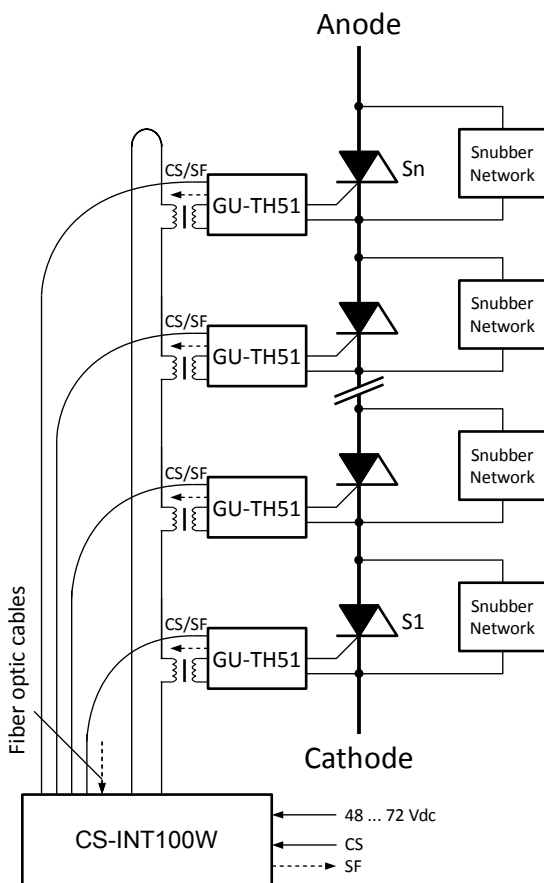 Anode
CS/SF
GU-TH51
Sn
Snubber
Network
CS/SF
GU-TH51
Snubber
Network
CS/SF
GU-TH51
Snubber
Network
CS/SF
GU-TH51
S1
Snubber
Network
Fiber optic cables
Cathode
CS-INT100W
48 ... 72 Vdc
CS
SF